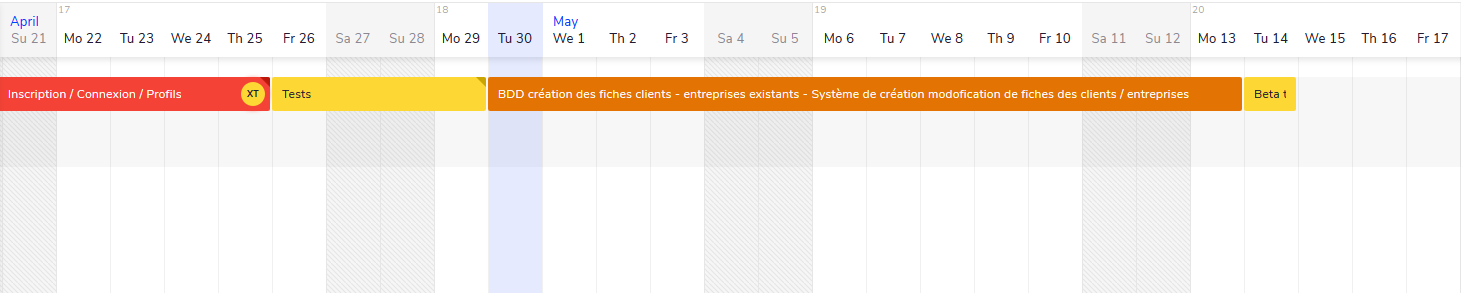 17 18 19 20
April May
Su 21 Mo 22 Tu 23 We 24 Th 25 Fr 26 Sa 27 Su 28 Mo 29 Tu 30 We 1 Th 2 Fr 3 Sa 4 Su 5 Mo 6 Tu 7 We 8 Th 9 Fr 10 Sa 11 Su 12 Mo 13 Tu 14 We 15 Th 16 Fr 17
Inscription / Connexion / Profils XT Tests BDD création des fiches clients - entreprises existants - Système de création modofication de fiches des clients / entreprises Beta t